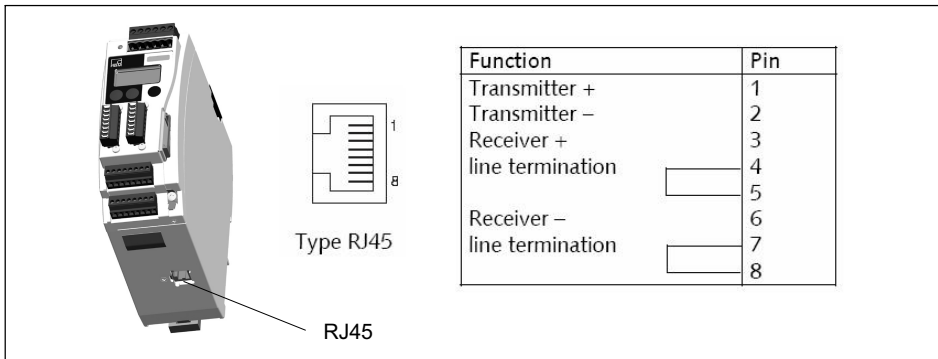 1
8
Type RJ45
RJ45
Function Pin
Transmitter + 1
Transmitter – 2
Receiver + 3
line termination 4
5
Receiver – 6
line termination 7
8